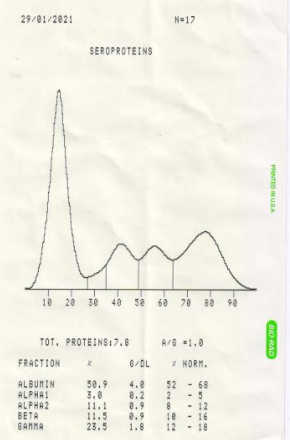 29/01/2021 N=17
SEROPROTEINS
PRINTED IN U.S.A
10 20 30 40 50 60 70 80 90
BIO-RAD
TOT. PROTEINS:7.8 A/G =1.0
FRACTION % G/DL % NORM.
ALBUMIN 50.9 4.0 52 - 68
ALPHA1 3.0 0.2 2 - 5
ALPHA2 11.1 0.9 8 - 12
BETA 11.5 0.9 10 - 16
GAMMA 23.5 1.8 12 - 18